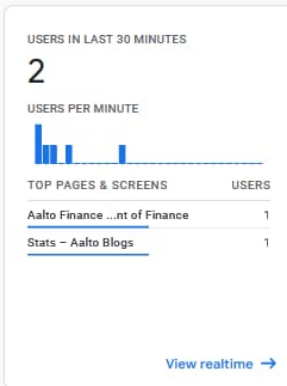 USERS IN LAST 30 MINUTES
2
USERS PER MINUTE
TOP PAGES & SCREENS USERS
Aalto Finance ...nt of Finance 1
Stats – Aalto Blogs 1
View realtime →